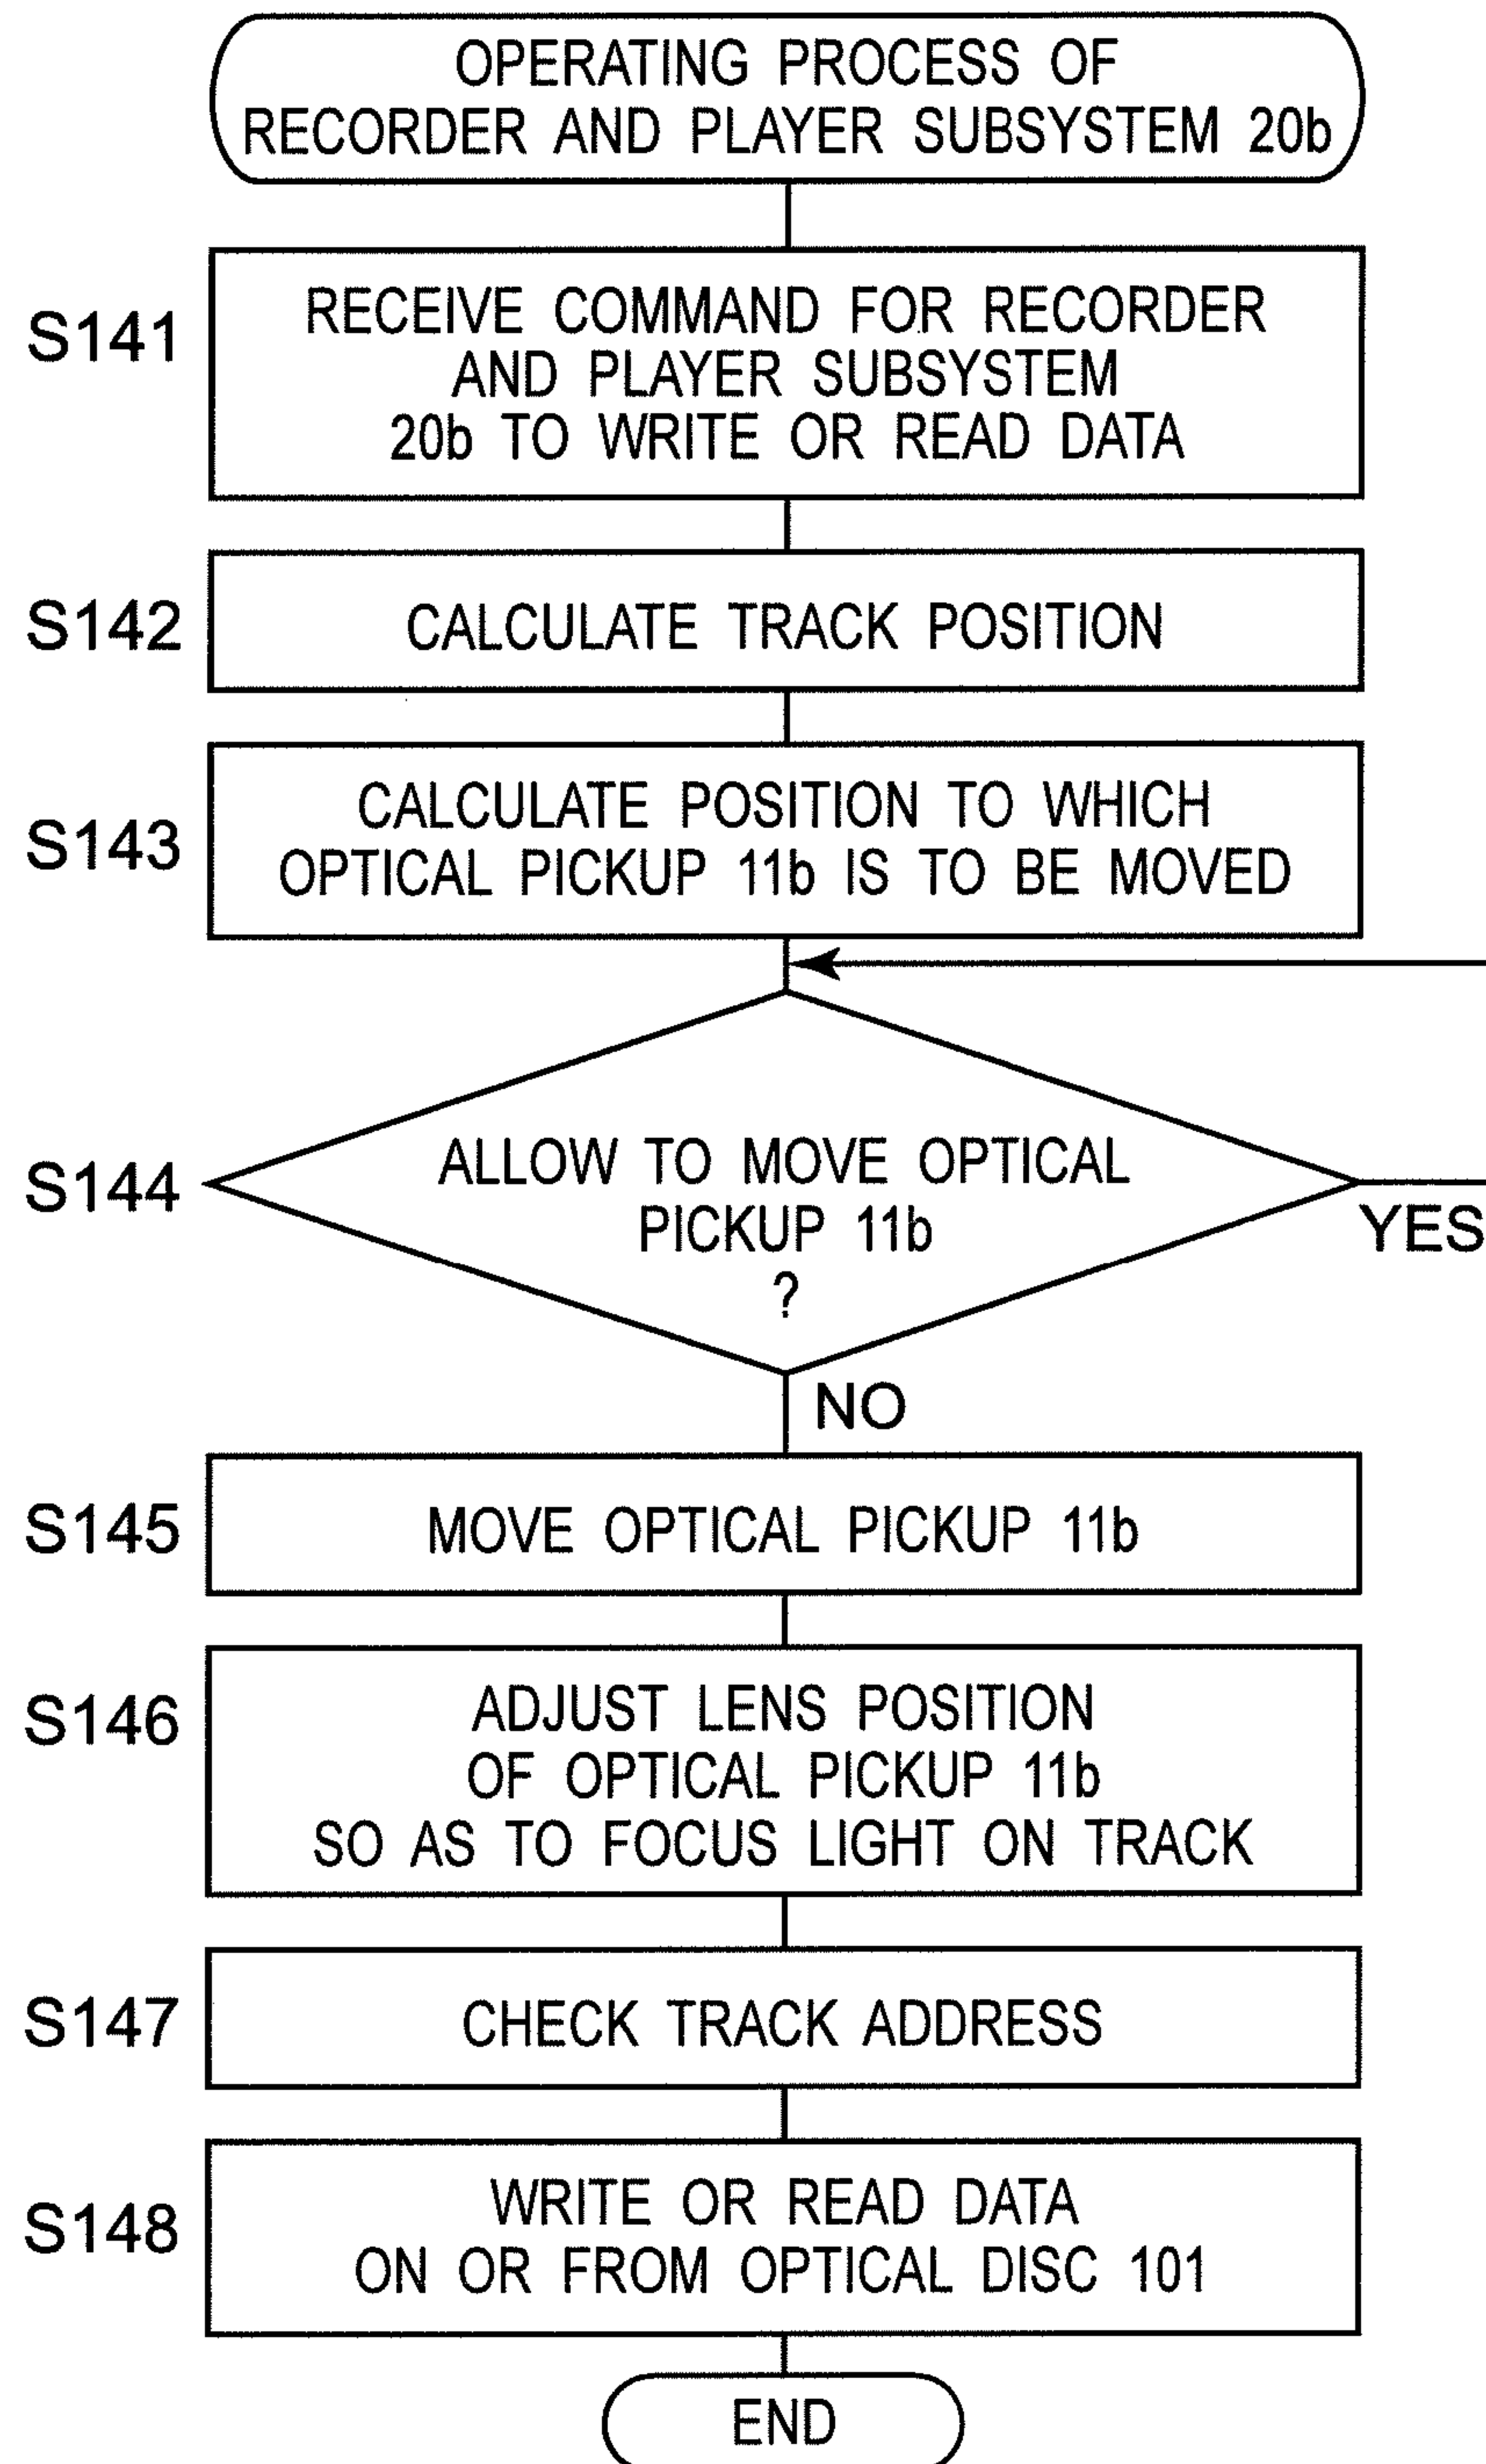 OPERATING PROCESS OF
RECORDER AND PLAYER SUBSYSTEM 20b
S141
RECEIVE COMMAND FOR RECORDER
AND PLAYER SUBSYSTEM
20b TO WRITE OR READ DATA
S142
CALCULATE TRACK POSITION
S143
CALCULATE POSITION TO WHICH
OPTICAL PICKUP 11b IS TO BE MOVED
S144
ALLOW TO MOVE OPTICAL
PICKUP 11b
?
YES
NO
S145
MOVE OPTICAL PICKUP 11b
S146
ADJUST LENS POSITION
OF OPTICAL PICKUP 11b
SO AS TO FOCUS LIGHT ON TRACK
S147
CHECK TRACK ADDRESS
S148
WRITE OR READ DATA
ON OR FROM OPTICAL DISC 101
END